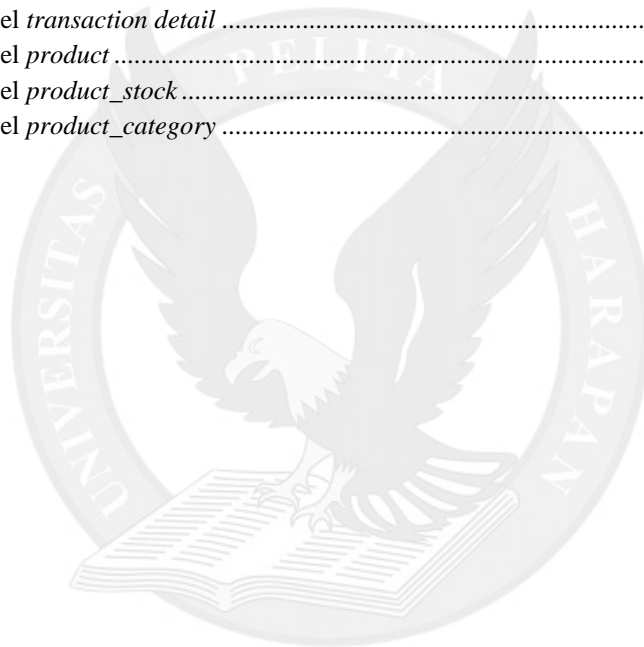 el transaction detail ................................................................
el product ................................................................................
el product_stock ......................................................................
el product_category ................................................................
UNIVERSITAS PELITA HARAPAN